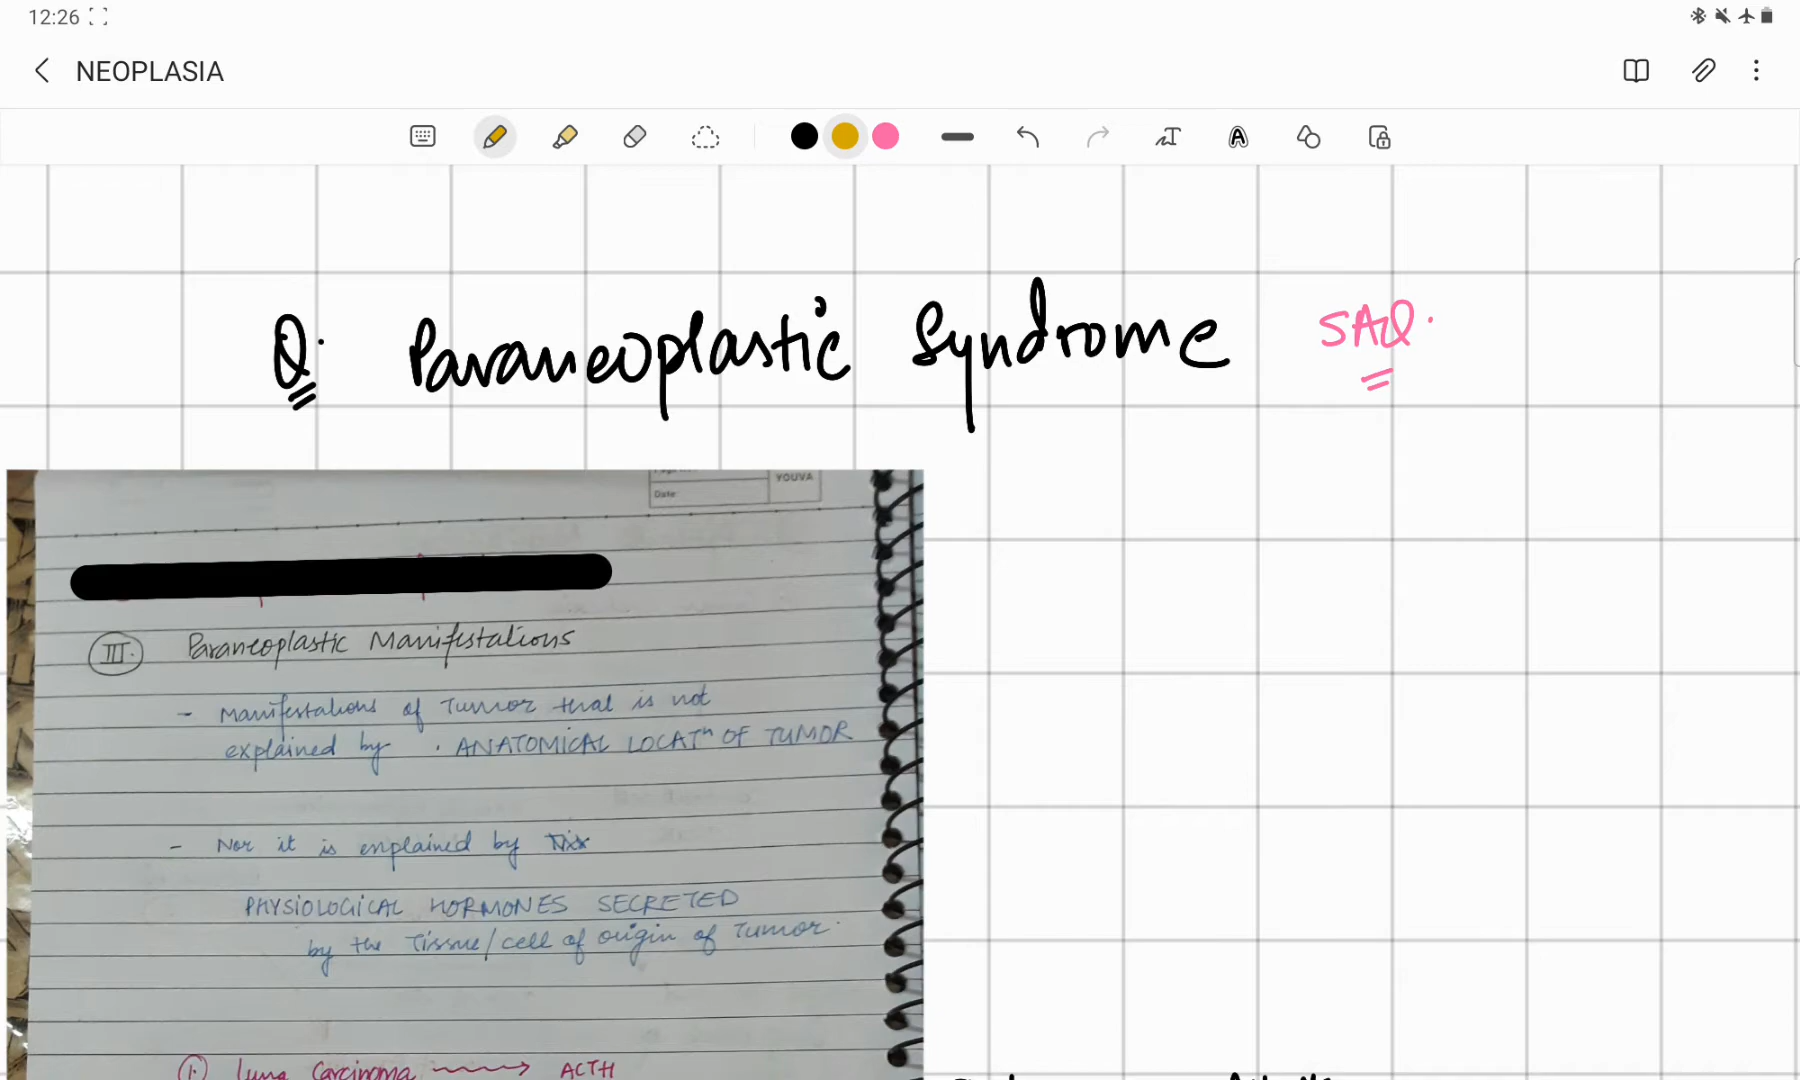 12:26
NEOPLASIA
Q. Paraneoplastic Syndrome SAQ.
YOUVA
Date:
III. Paraneoplastic Manifestations
- Manifestations of Tumor that is not
explained by . ANATOMICAL LOCATⁿ OF TUMOR
- Nor it is explained by
PHYSIOLOGICAL HORMONES SECRETED
by the Tissue/cell of origin of Tumor.
1. Lung Carcinoma → ACTH